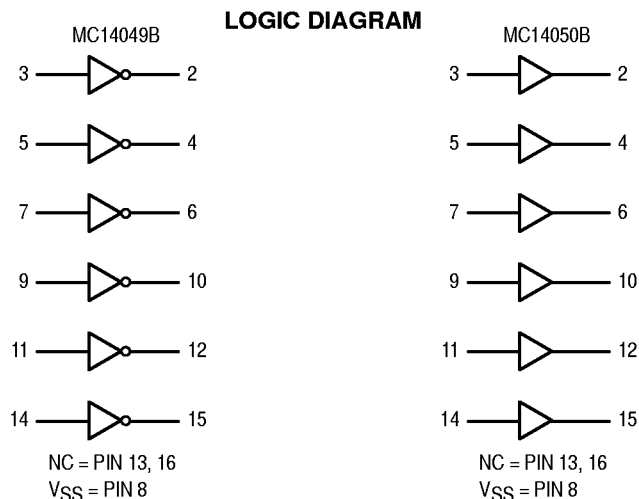 LOGIC DIAGRAM
MC14049B MC14050B
3 2 3 2
5 4 5 4
7 6 7 6
9 10 9 10
11 12 11 12
14 15 14 15
NC = PIN 13, 16 NC = PIN 13, 16
VSS = PIN 8 VSS = PIN 8